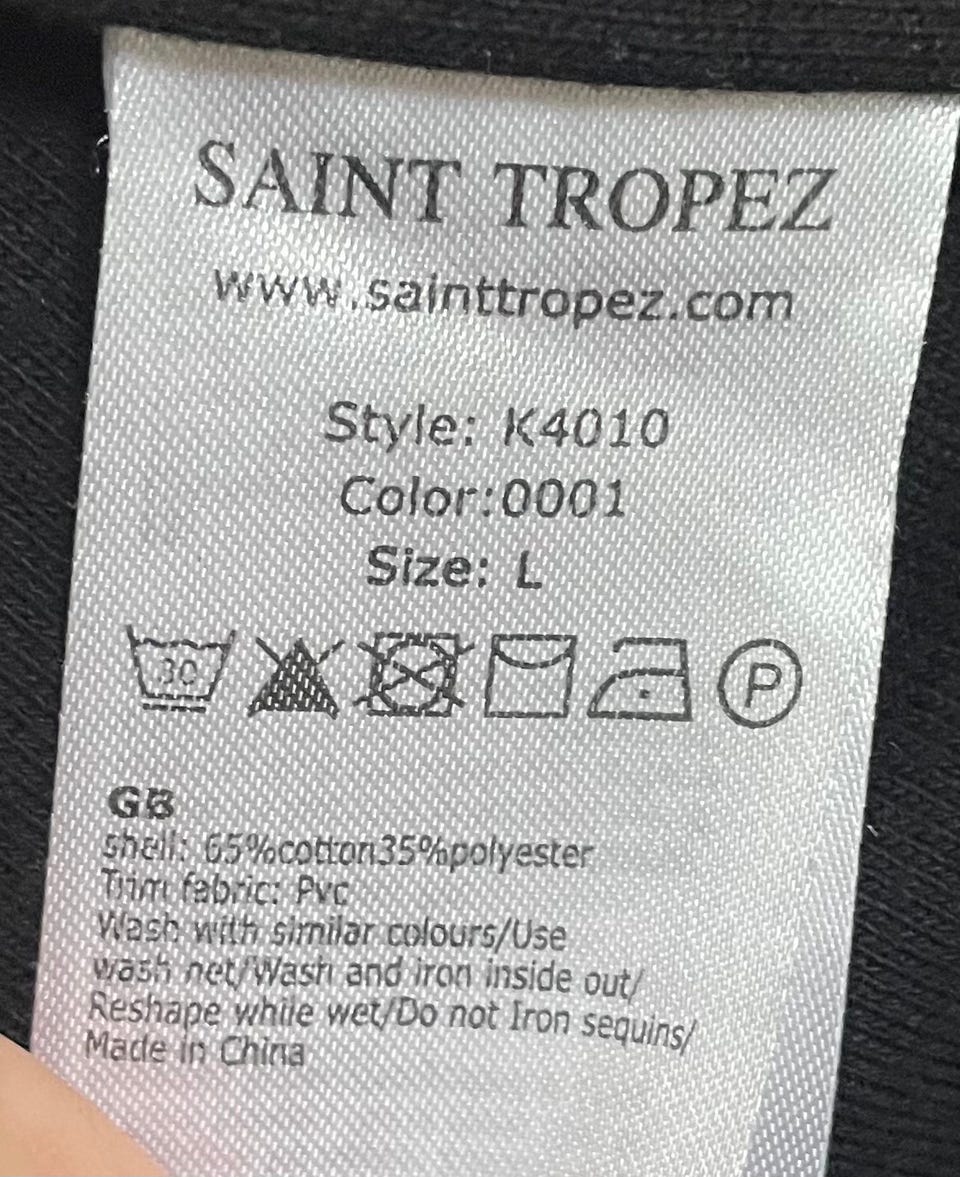 SAINT TROPEZ
www.sainttropez.com
Style: K4010
Color:0001
Size: L
30 P
GB
shell: 65%cotton35%polyester
Trim fabric: Pvc
Wash with similar colours/Use
wash net/Wash and iron inside out/
Reshape while wet/Do not Iron sequins/
Made in China